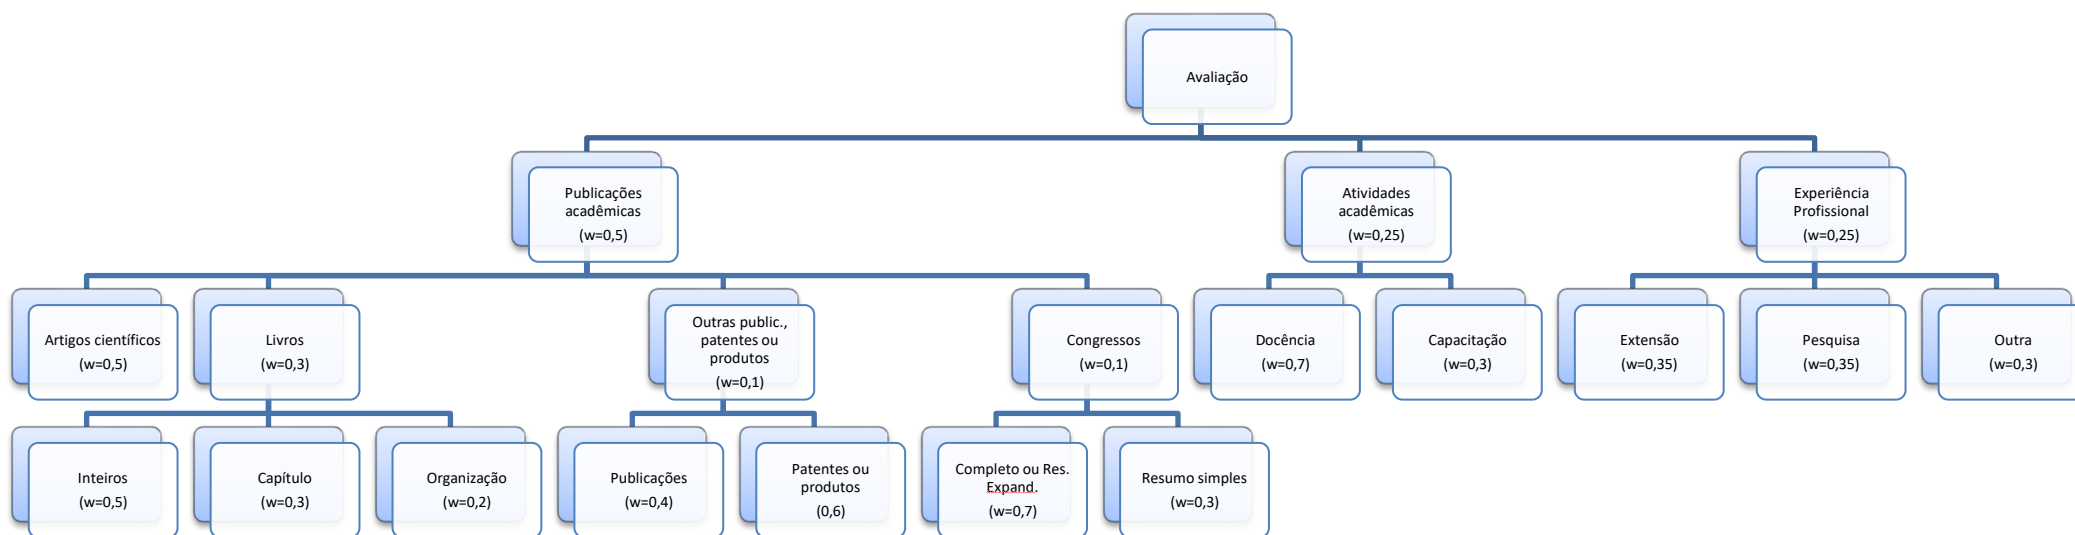 Avaliação
Publicações
acadêmicas
(w=0,5)
Atividades
acadêmicas
(w=0,25)
Experiência
Profissional
(w=0,25)
Artigos científicos
(w=0,5)
Livros
(w=0,3)
Outras public.,
patentes ou
produtos
(w=0,1)
Congressos
(w=0,1)
Docência
(w=0,7)
Capacitação
(w=0,3)
Extensão
(w=0,35)
Pesquisa
(w=0,35)
Outra
(w=0,3)
Inteiros
(w=0,5)
Capítulo
(w=0,3)
Organização
(w=0,2)
Publicações
(w=0,4)
Patentes ou
produtos
(0,6)
Completo ou Res.
Expand.
(w=0,7)
Resumo simples
(w=0,3)